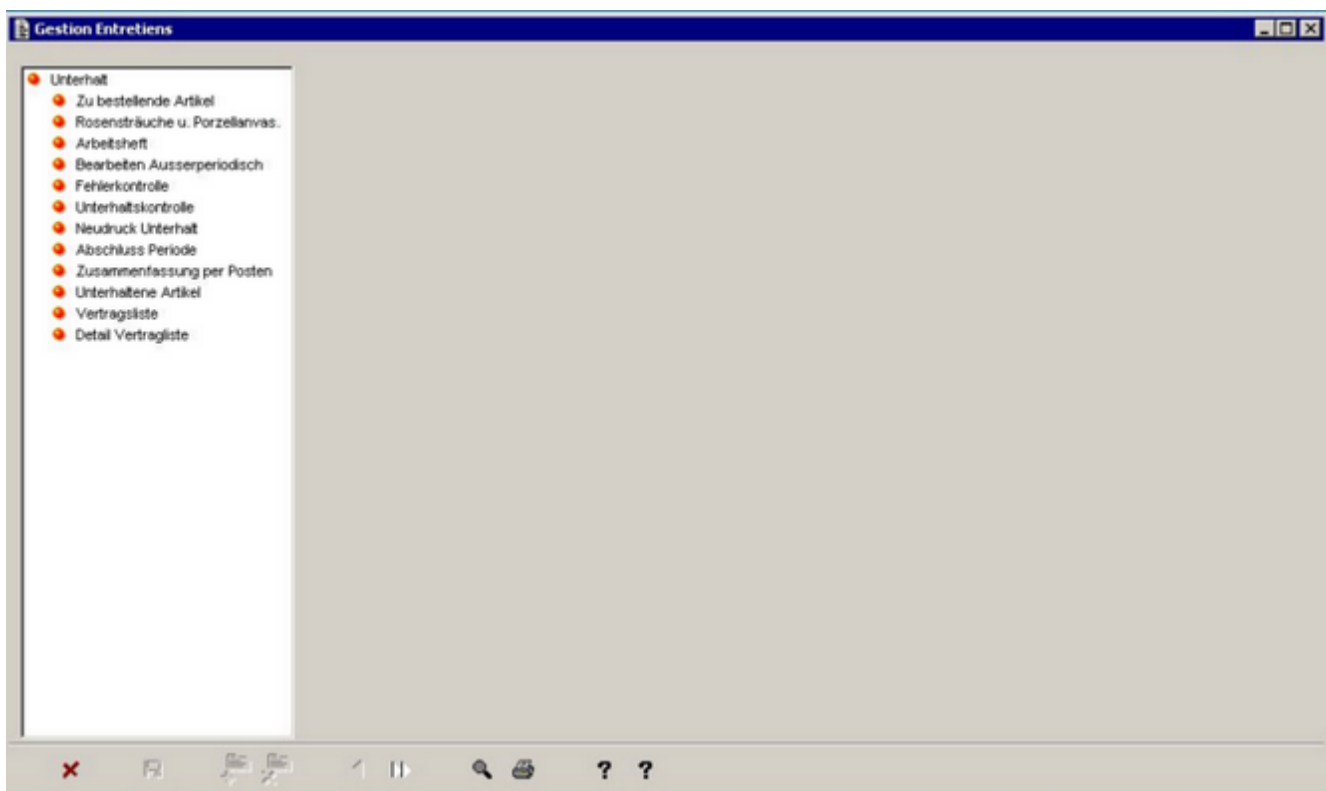 Gestion Entretiens
Unterhalt
Zu bestellende Artikel
Rosensträuche u. Porzellanvas.
Arbeitsheft
Bearbeiten Ausserperiodisch
Fehlerkontrolle
Unterhaltskontrolle
Neudruck Unterhalt
Abschluss Periode
Zusammenfassung per Posten
Unterhaltene Artikel
Vertragsliste
Detail Vertragliste
? ?